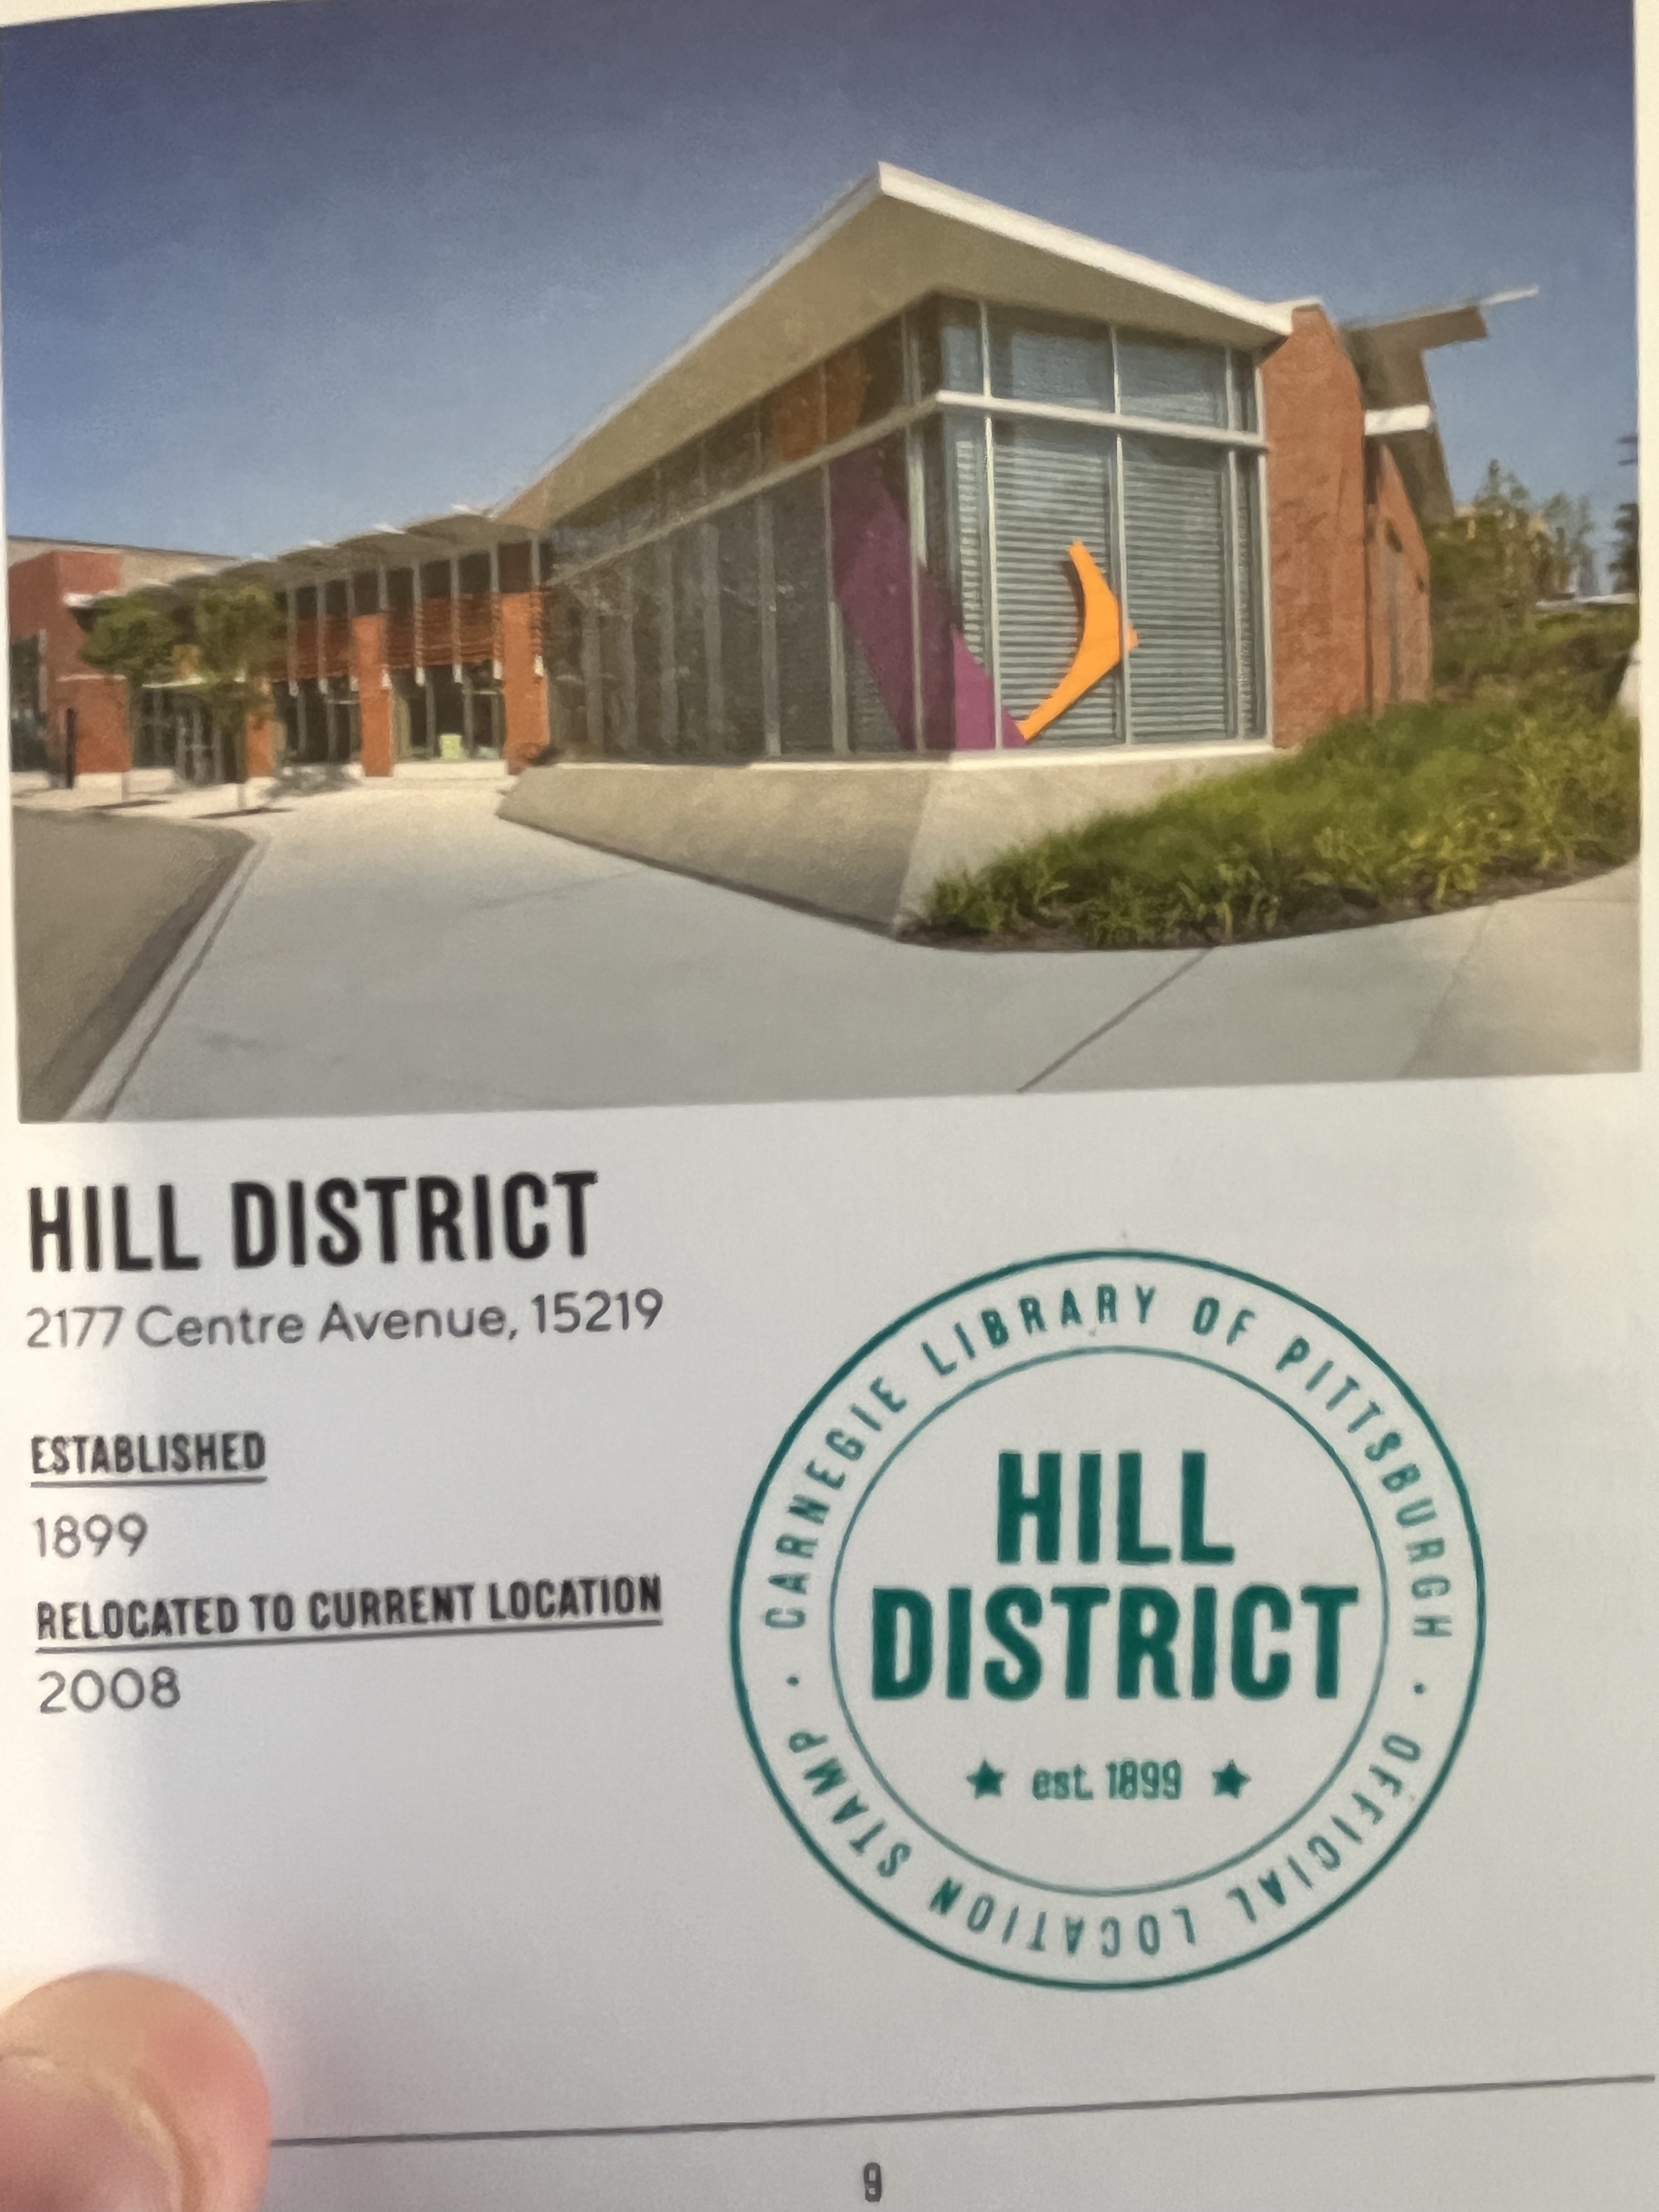 HILL DISTRICT
2177 Centre Avenue, 15219
ESTABLISHED
1899
RELOCATED TO CURRENT LOCATION
2008
· CARNEGIE LIBRARY OF PITTSBURGH ·
OFFICIAL LOCATION STAMP
HILL
DISTRICT
★ est. 1899 ★
9